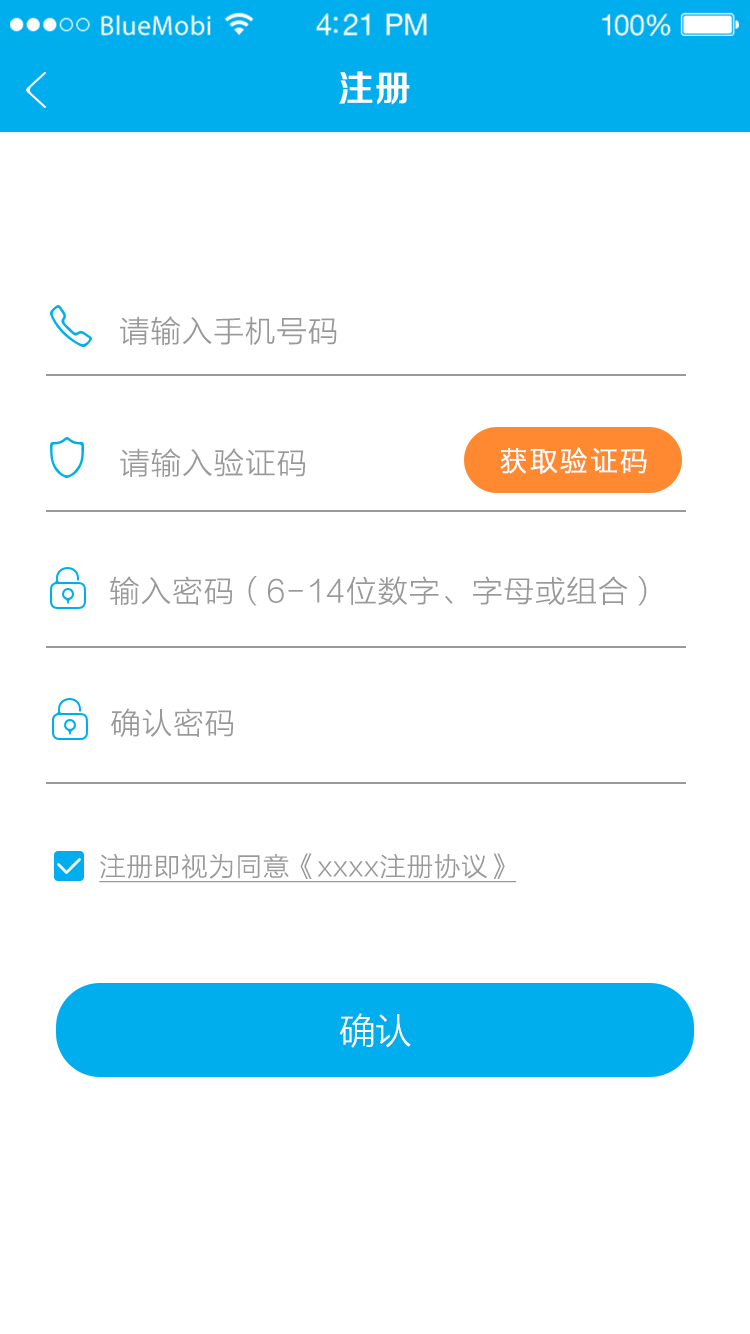 BlueMobi 4:21 PM 100%
注册
请输入手机号码
请输入验证码 获取验证码
输入密码(6-14位数字、字母或组合)
确认密码
注册即视为同意《xxxx注册协议》
确认